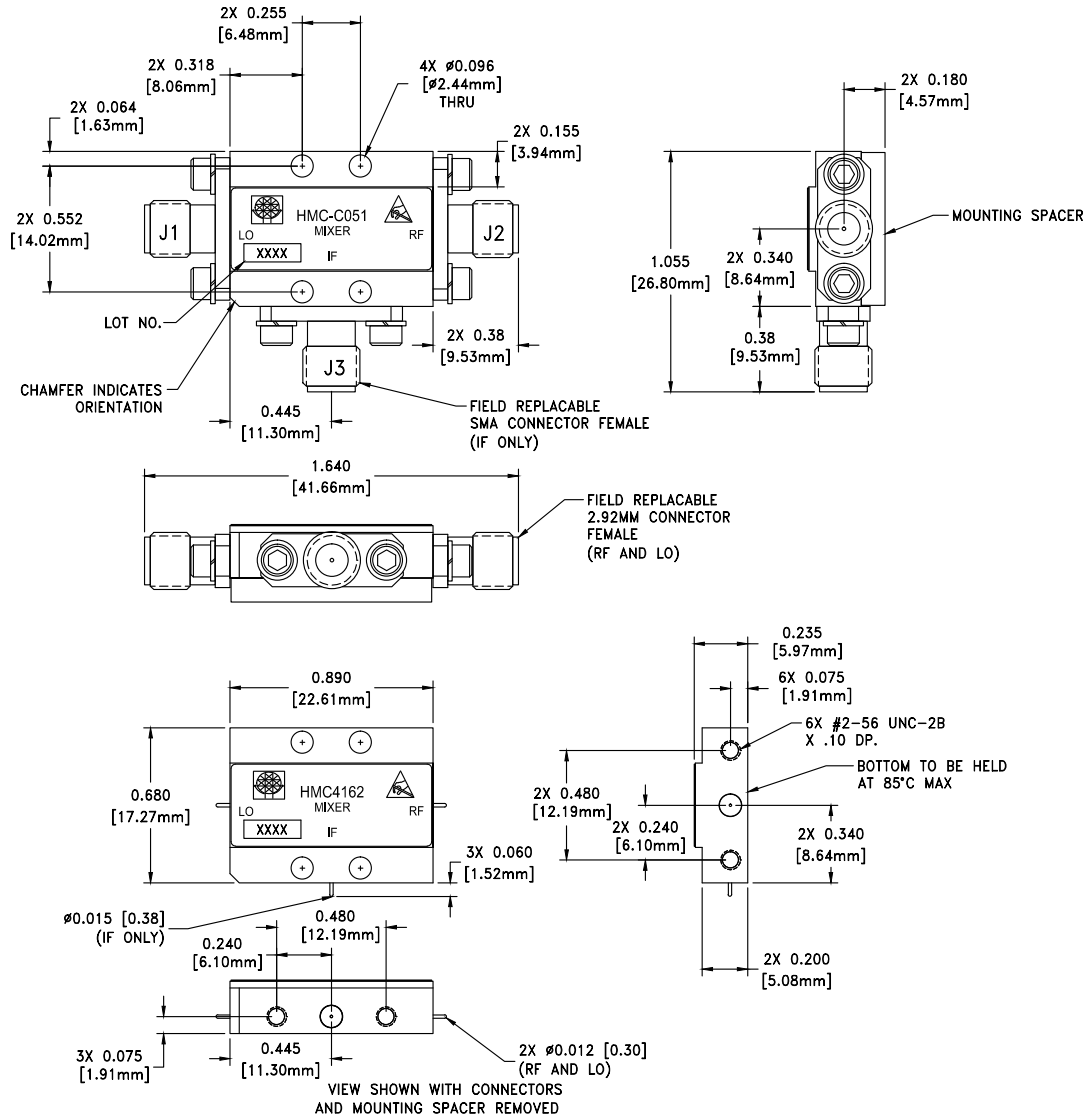 2X 0.255
[6.48mm]
2X 0.318
[8.06mm]
4X ⌀0.096
[⌀2.44mm]
THRU
2X 0.064
[1.63mm]
2X 0.155
[3.94mm]
2X 0.552
[14.02mm]
J1
LO
HMC-C051
MIXER
RF
XXXX
IF
J2
LOT NO.
2X 0.38
[9.53mm]
J3
CHAMFER INDICATES
ORIENTATION
0.445
[11.30mm]
FIELD REPLACABLE
SMA CONNECTOR FEMALE
(IF ONLY)
2X 0.180
[4.57mm]
MOUNTING SPACER
1.055
[26.80mm]
2X 0.340
[8.64mm]
0.38
[9.53mm]
1.640
[41.66mm]
FIELD REPLACABLE
2.92MM CONNECTOR
FEMALE
(RF AND LO)
0.890
[22.61mm]
0.680
[17.27mm]
LO
HMC4162
MIXER
RF
XXXX
IF
3X 0.060
[1.52mm]
⌀0.015 [0.38]
(IF ONLY)
0.480
[12.19mm]
0.240
[6.10mm]
3X 0.075
[1.91mm]
0.445
[11.30mm]
2X ⌀0.012 [0.30]
(RF AND LO)
VIEW SHOWN WITH CONNECTORS
AND MOUNTING SPACER REMOVED
0.235
[5.97mm]
6X 0.075
[1.91mm]
6X #2-56 UNC-2B
X .10 DP.
BOTTOM TO BE HELD
AT 85°C MAX
2X 0.480
[12.19mm]
2X 0.240
[6.10mm]
2X 0.340
[8.64mm]
2X 0.200
[5.08mm]